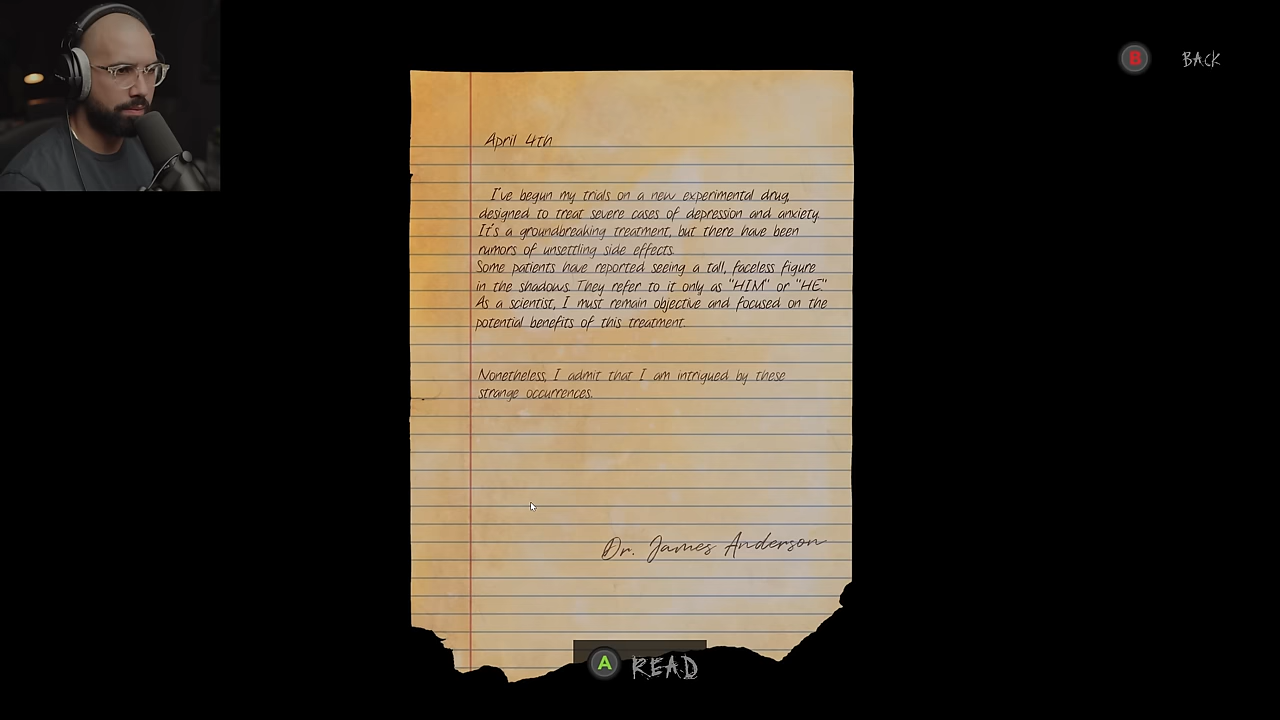 B BACK
April 4th
I've begun my trials on a new experimental drug,
designed to treat severe cases of depression and anxiety.
It's a groundbreaking treatment, but there have been
rumors of unsettling side effects.
Some patients have reported seeing a tall, faceless figure
in the shadows. They refer to it only as "HIM" or "HE"
As a scientist, I must remain objective and focused on the
potential benefits of this treatment.
Nonetheless, I admit that I am intrigued by these
strange occurrences.
Dr. James Anderson
A READ